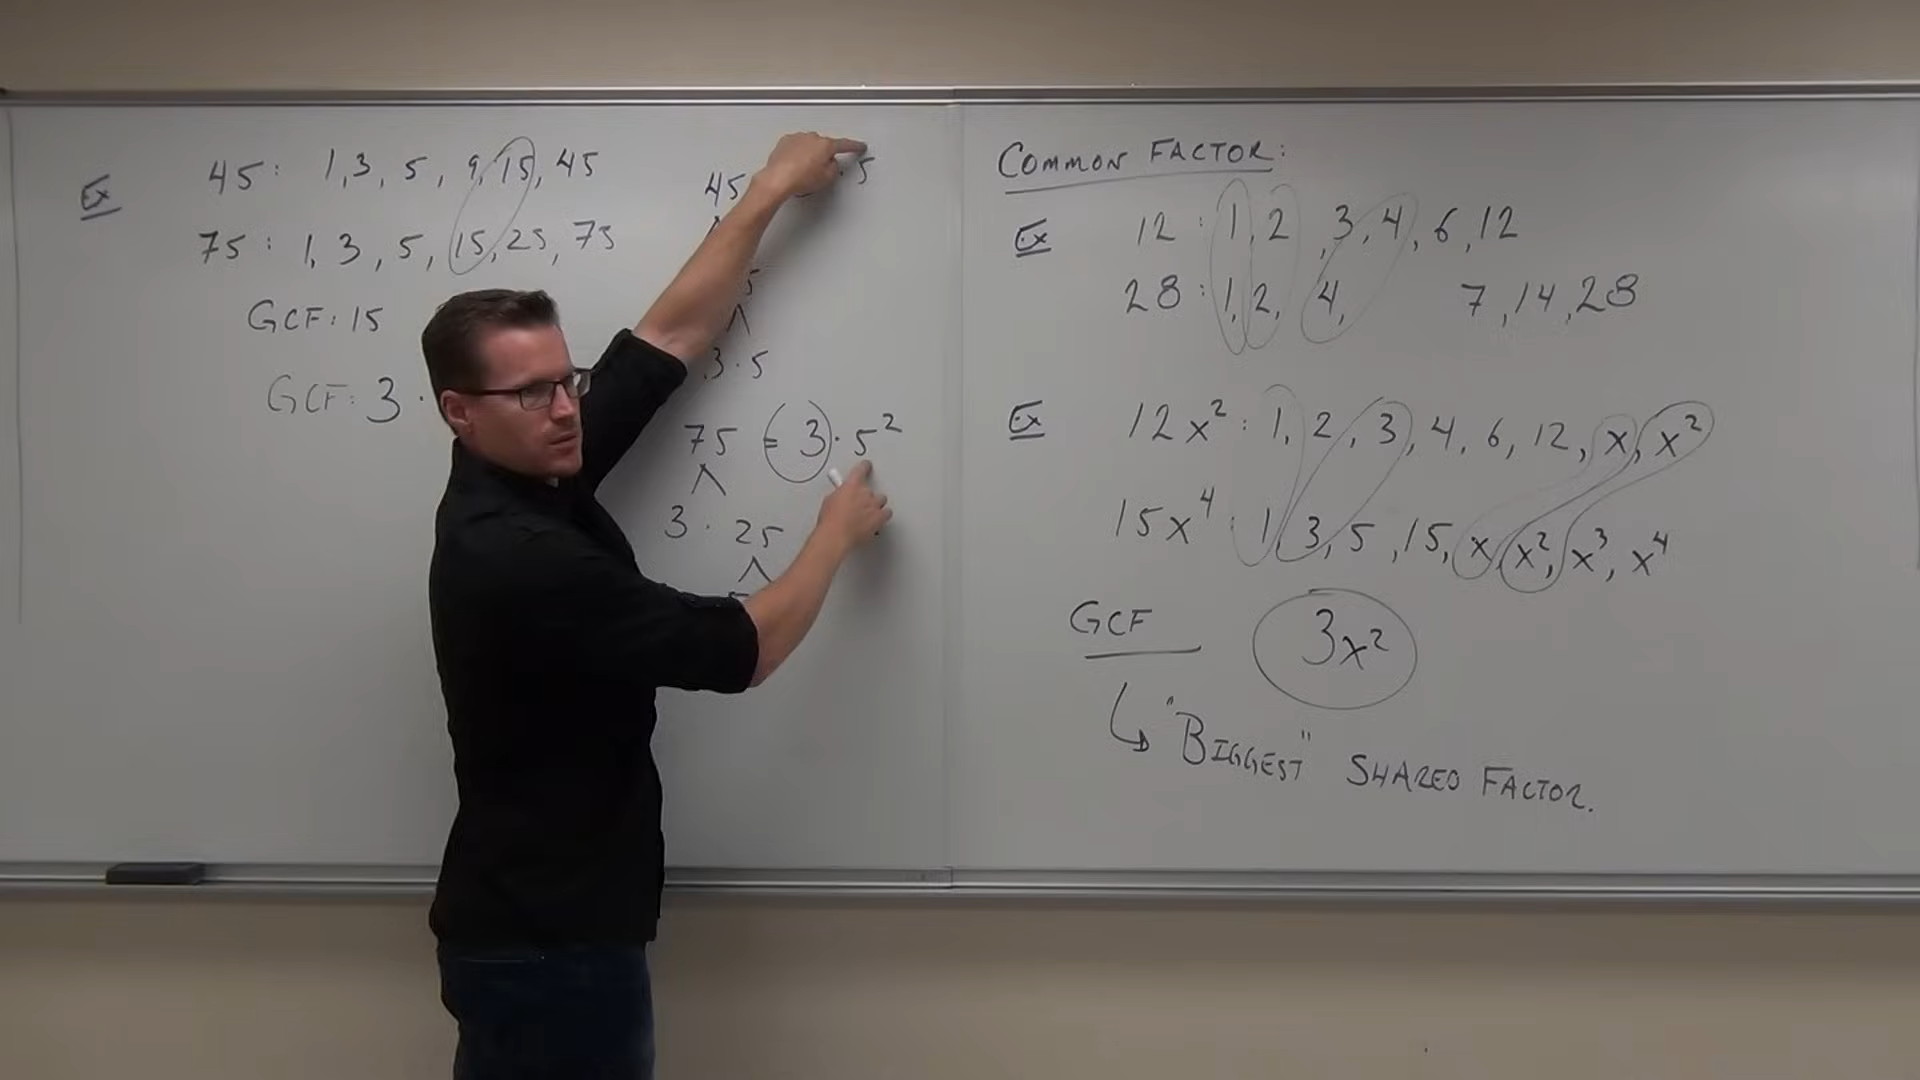 Ex
45: 1, 3, 5, 9, 15, 45
75: 1, 3, 5, 15, 25, 75
GCF: 15
GCF: 3 ·
45 · 5
5
3 · 5
75 = 3 · 5²
3 · 25
COMMON FACTOR:
Ex
12: 1, 2, 3, 4, 6, 12
28: 1, 2, 4, 7, 14, 28
Ex
12x²: 1, 2, 3, 4, 6, 12, x, x²
15x⁴: 1, 3, 5, 15, x, x², x³, x⁴
GCF 3x²
"BIGGEST" SHARED FACTOR.